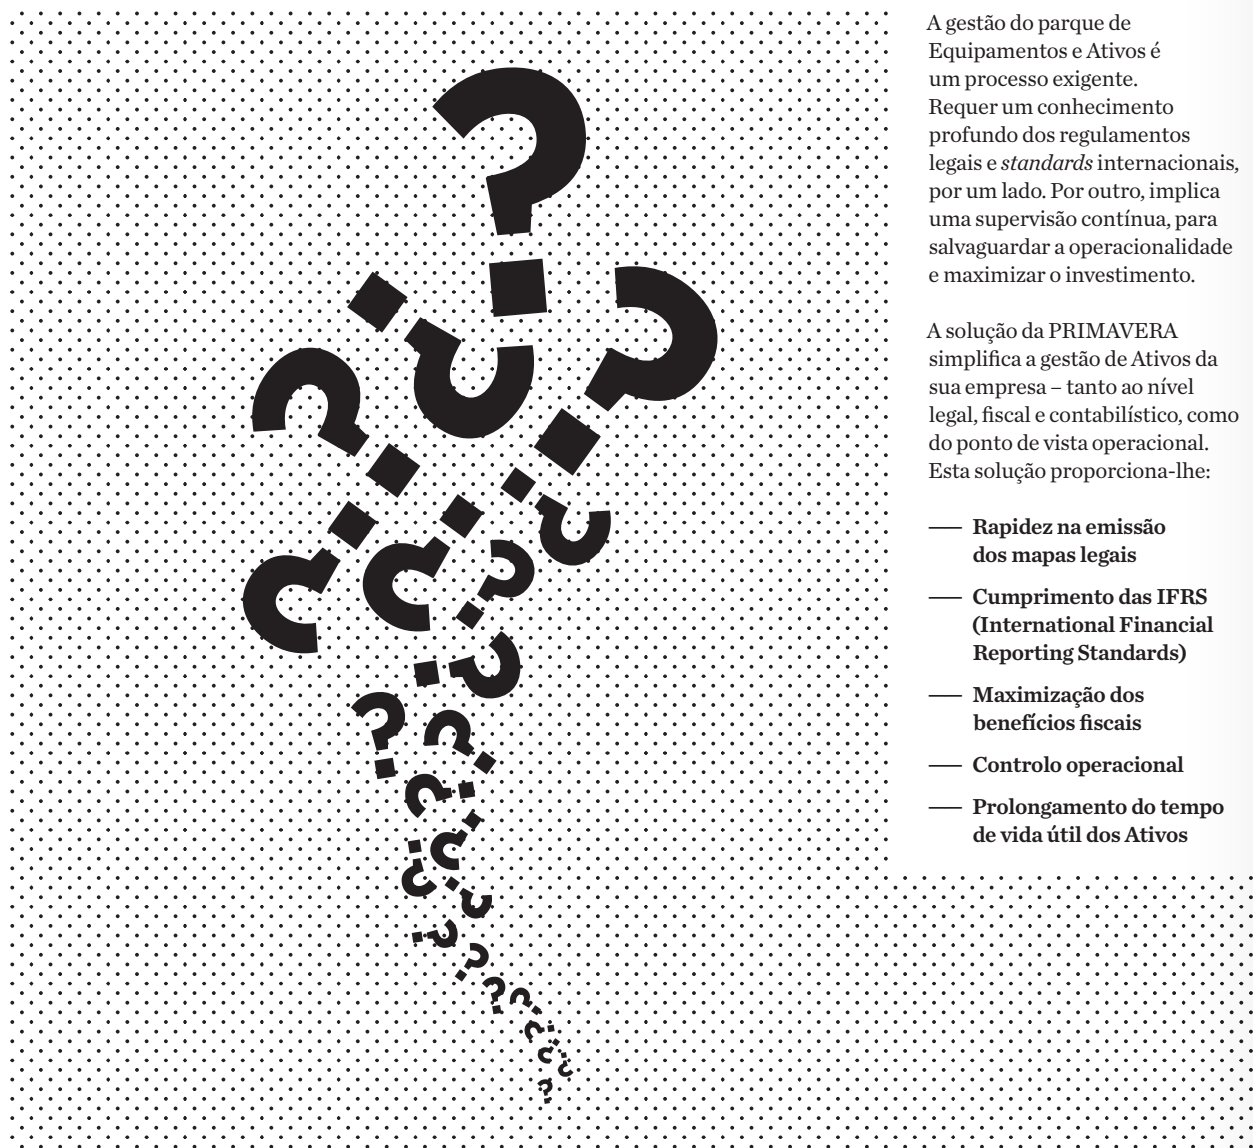 A gestão do parque de
Equipamentos e Ativos é
um processo exigente.
Requer um conhecimento
profundo dos regulamentos
legais e standards internacionais,
por um lado. Por outro, implica
uma supervisão contínua, para
salvaguardar a operacionalidade
e maximizar o investimento.
A solução da PRIMAVERA
simplifica a gestão de Ativos da
sua empresa – tanto ao nível
legal, fiscal e contabilístico, como
do ponto de vista operacional.
Esta solução proporciona-lhe:
— Rapidez na emissão
dos mapas legais
— Cumprimento das IFRS
(International Financial
Reporting Standards)
— Maximização dos
benefícios fiscais
— Controlo operacional
— Prolongamento do tempo
de vida útil dos Ativos